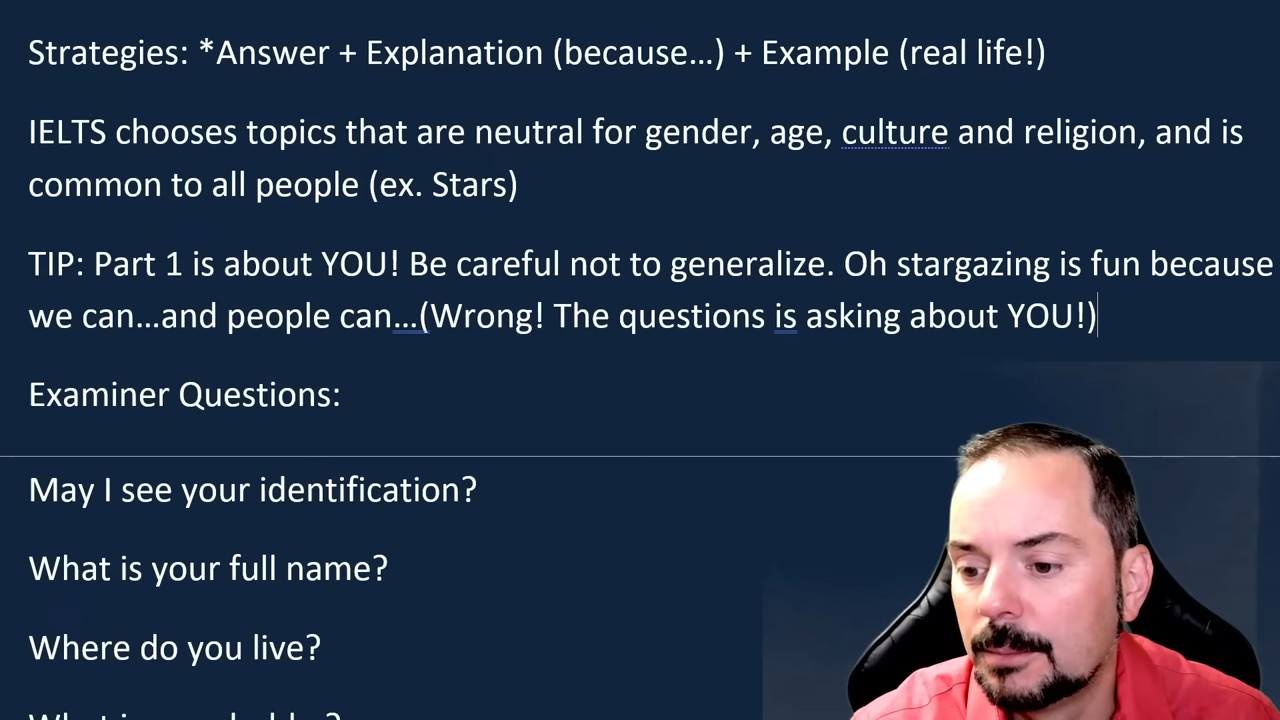 Strategies: *Answer + Explanation (because…) + Example (real life!)
IELTS chooses topics that are neutral for gender, age, culture and religion, and is
common to all people (ex. Stars)
TIP: Part 1 is about YOU! Be careful not to generalize. Oh stargazing is fun because
we can…and people can…(Wrong! The questions is asking about YOU!)
Examiner Questions:
May I see your identification?
What is your full name?
Where do you live?